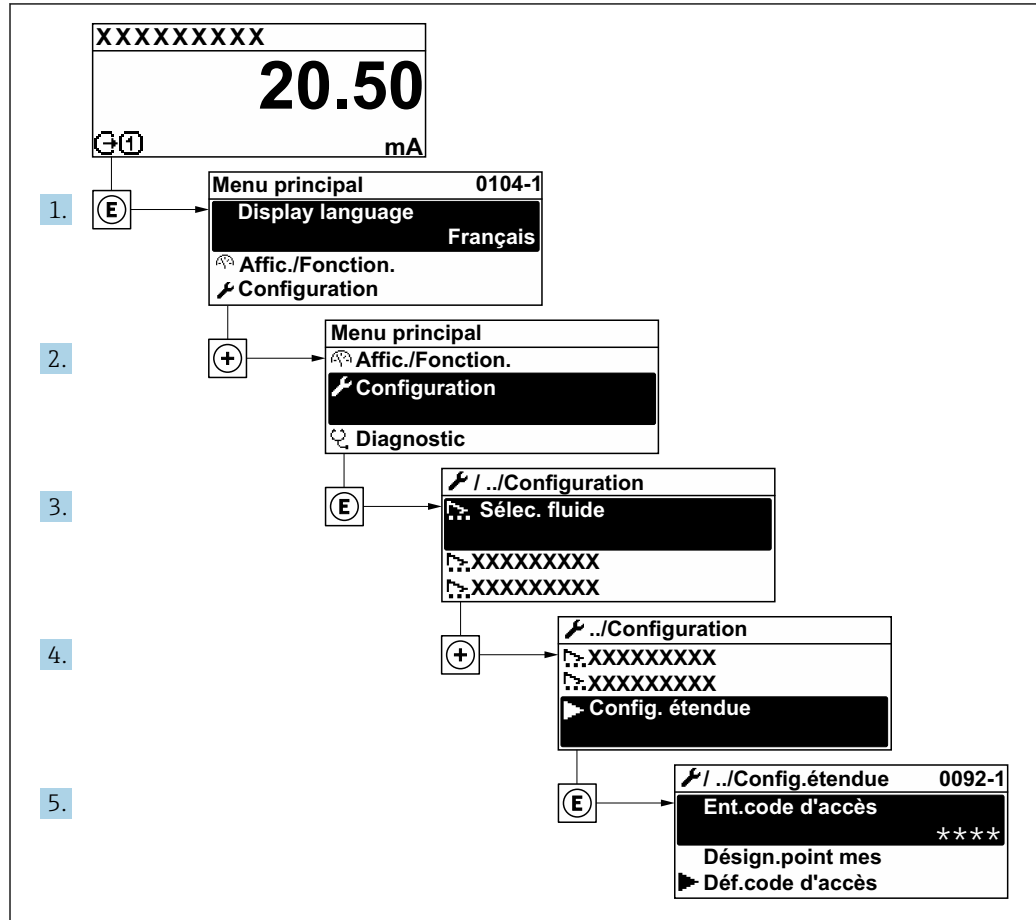 XXXXXXXXX
20.50
mA
1.
E
Menu principal 0104-1
Display language
Français
Affic./Fonction.
Configuration
2.
+
Menu principal
Affic./Fonction.
Configuration
Diagnostic
3.
E
/ ../Configuration
Sélec. fluide
XXXXXXXXX
XXXXXXXXX
4.
+
../Configuration
XXXXXXXXX
XXXXXXXXX
Config. étendue
5.
E
/ ../Config.étendue 0092-1
Ent.code d'accès
****
Désign.point mes
Déf.code d'accès